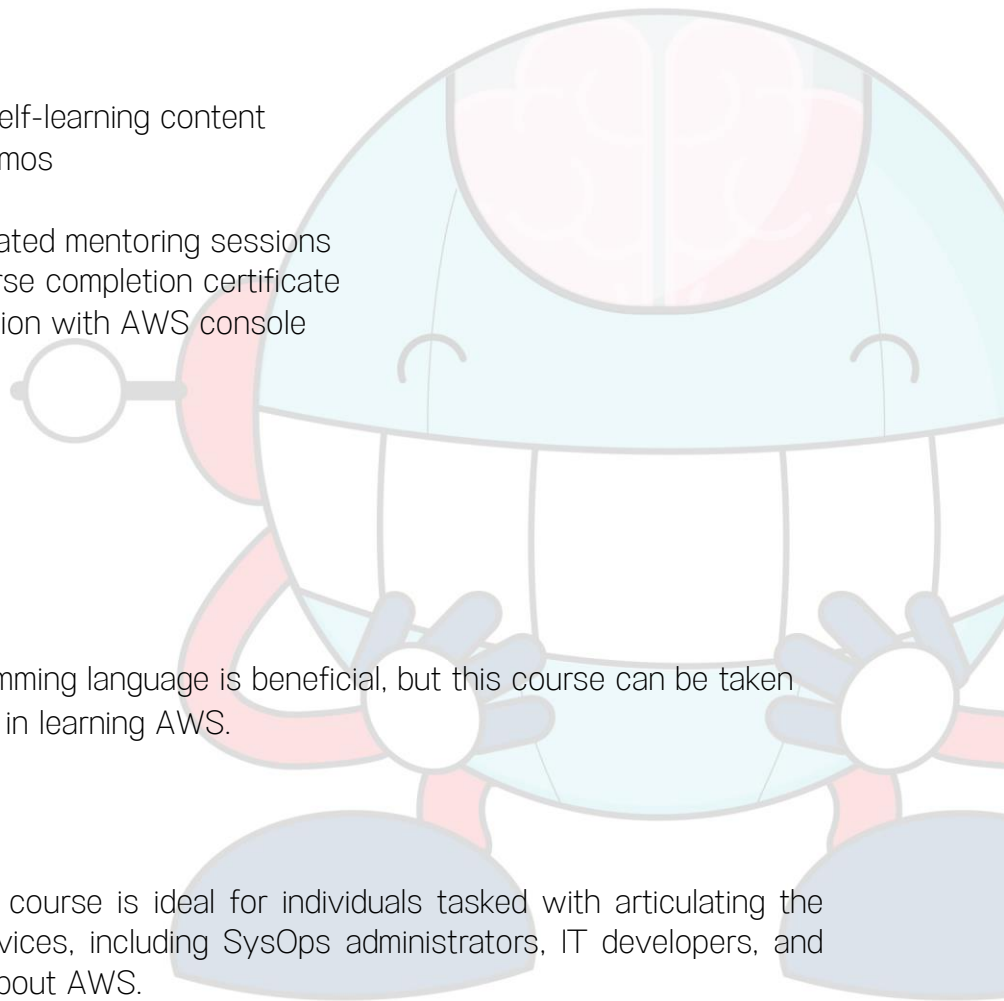 elf-learning content
mos
ated mentoring sessions
rse completion certificate
ion with AWS console
mming language is beneficial, but this course can be taken
in learning AWS.
course is ideal for individuals tasked with articulating the
vices, including SysOps administrators, IT developers, and
bout AWS.